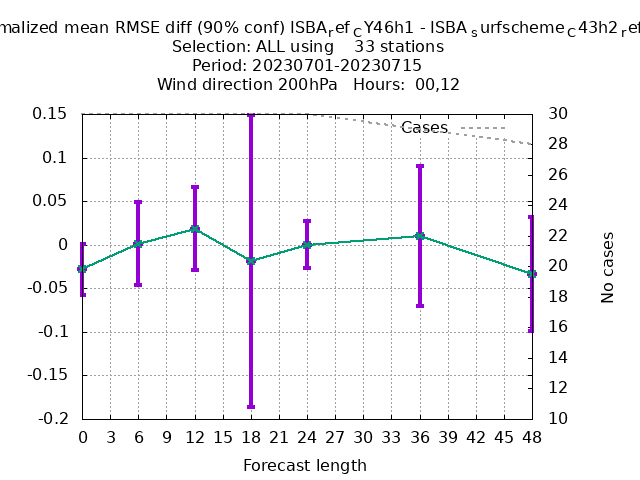 malized mean RMSE diff (90% conf) ISBA_ref_CY46h1 - ISBA_surfscheme_C43h2_ref
Selection: ALL using 33 stations
Period: 20230701-20230715
Wind direction 200hPa Hours: 00,12
0.15
0.1
0.05
0
-0.05
-0.1
-0.15
-0.2
Cases
30
28
26
24
22
20
18
16
14
12
10
No cases
0 3 6 9 12 15 18 21 24 27 30 33 36 39 42 45 48
Forecast length